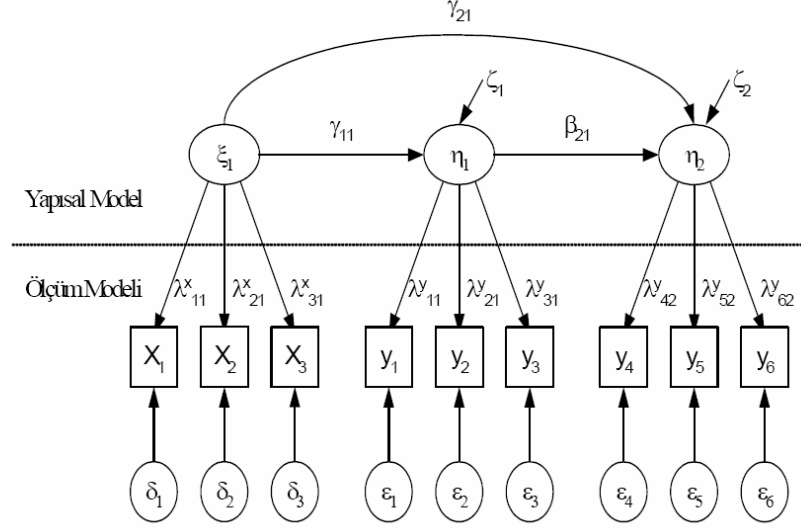 γ21
ζ1 ζ2
γ11 β21
ξ1 η1 η2
Yapısal Model
Ölçüm Modeli
λx11 λx21 λx31 λy11 λy21 λy31 λy42 λy52 λy62
X1 X2 X3 y1 y2 y3 y4 y5 y6
δ1 δ2 δ3 ε1 ε2 ε3 ε4 ε5 ε6